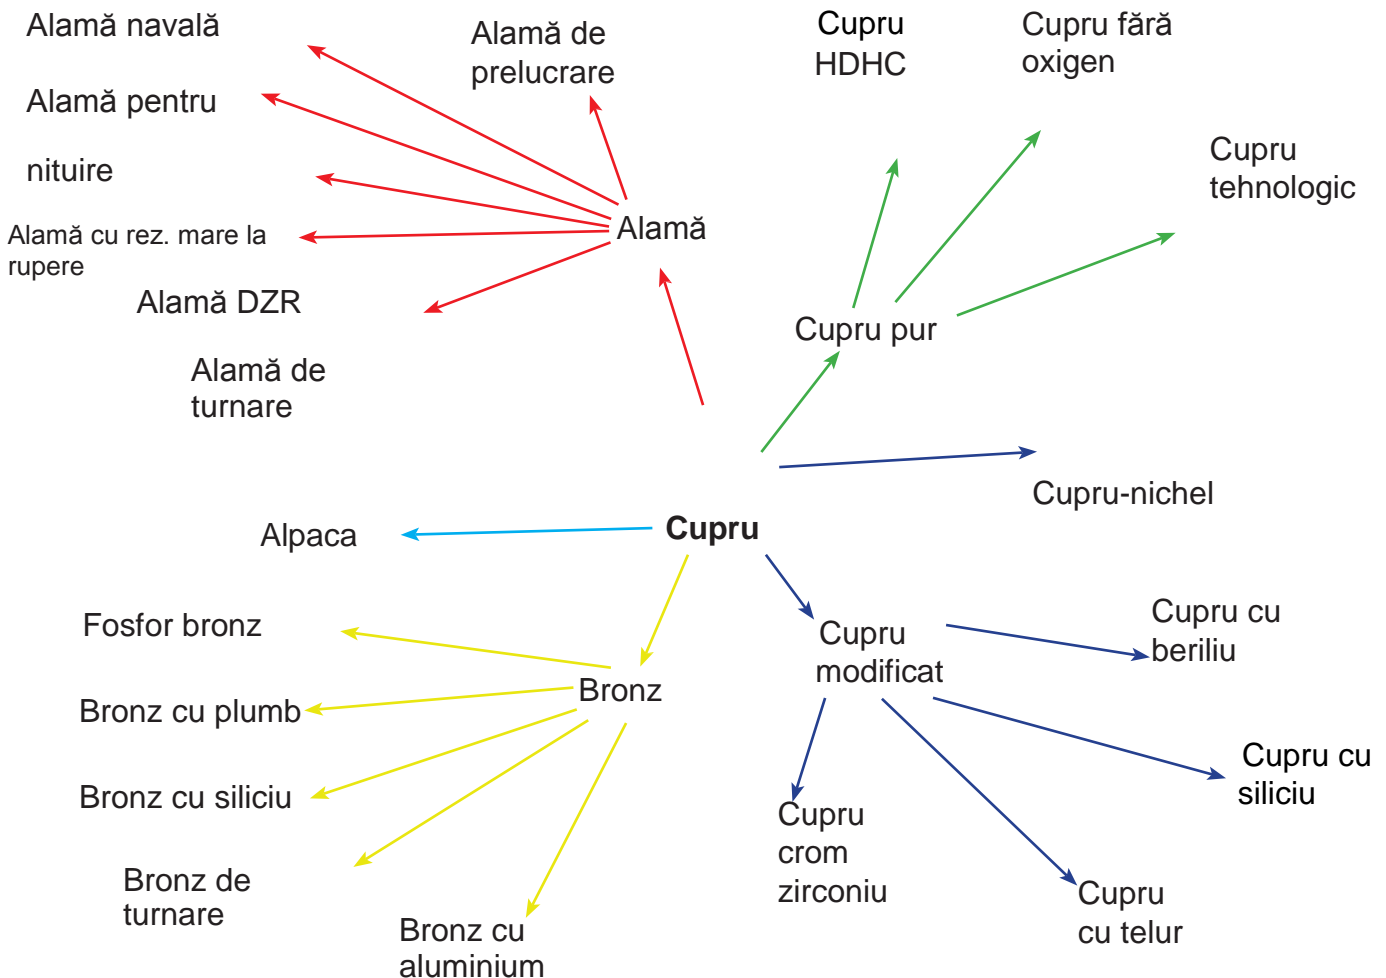 Alamă navală
Alamă de
prelucrare
Cupru
HDHC
Cupru fără
oxigen
Alamă pentru
nituire
Cupru
tehnologic
Alamă
Alamă cu rez. mare la
rupere
Alamă DZR
Cupru pur
Alamă de
turnare
Cupru-nichel
Alpaca
Cupru
Fosfor bronz
Cupru
modificat
Cupru cu
beriliu
Bronz
Bronz cu plumb
Bronz cu siliciu
Cupru cu
siliciu
Cupru
crom
zirconiu
Bronz de
turnare
Cupru
cu telur
Bronz cu
aluminium